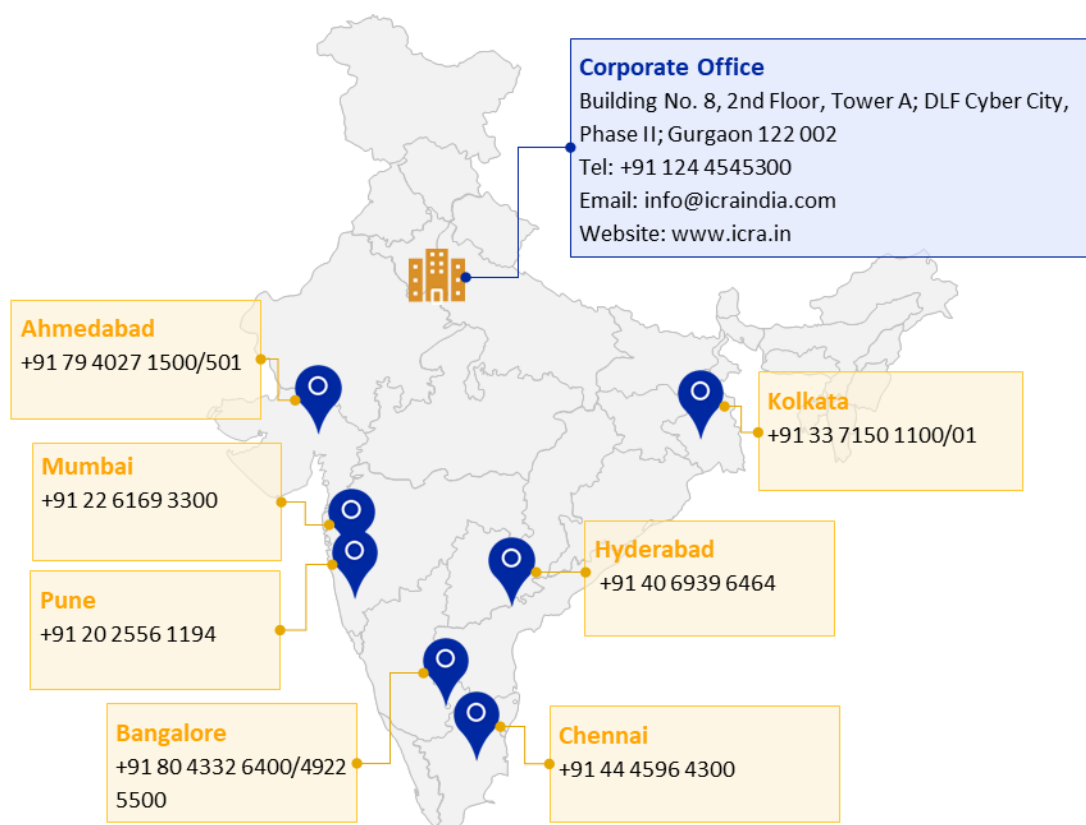 Corporate Office
Building No. 8, 2nd Floor, Tower A; DLF Cyber City,
Phase II; Gurgaon 122 002
Tel: +91 124 4545300
Email: info@icraindia.com
Website: www.icra.in
Ahmedabad
+91 79 4027 1500/501
Kolkata
+91 33 7150 1100/01
Mumbai
+91 22 6169 3300
Hyderabad
+91 40 6939 6464
Pune
+91 20 2556 1194
Bangalore
+91 80 4332 6400/4922
5500
Chennai
+91 44 4596 4300